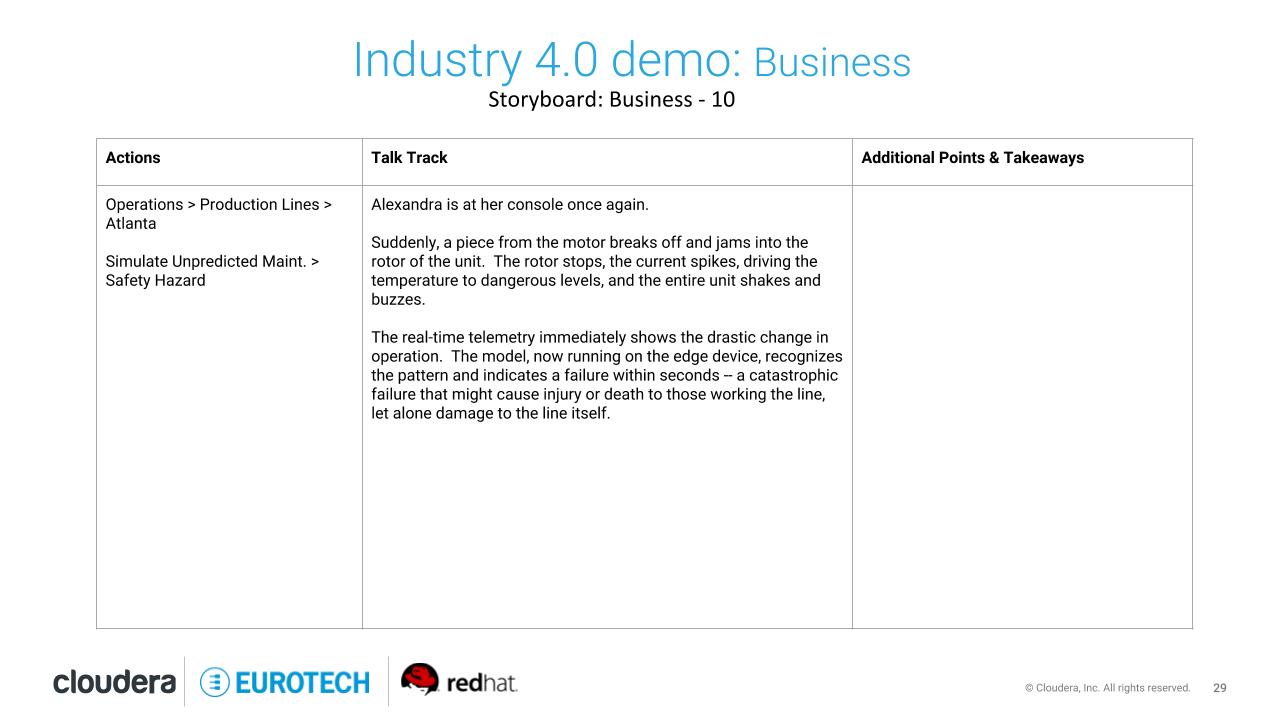 Industry 4.0 demo: Business
Storyboard: Business - 10
Actions
Talk Track
Additional Points & Takeaways
Operations > Production Lines >
Atlanta
Simulate Unpredicted Maint. >
Safety Hazard
Alexandra is at her console once again.
Suddenly, a piece from the motor breaks off and jams into the
rotor of the unit.  The rotor stops, the current spikes, driving the
temperature to dangerous levels, and the entire unit shakes and
buzzes.
The real-time telemetry immediately shows the drastic change in
operation.  The model, now running on the edge device, recognizes
the pattern and indicates a failure within seconds -- a catastrophic
failure that might cause injury or death to those working the line,
let alone damage to the line itself.
cloudera
EUROTECH
redhat.
© Cloudera, Inc. All rights reserved.
29